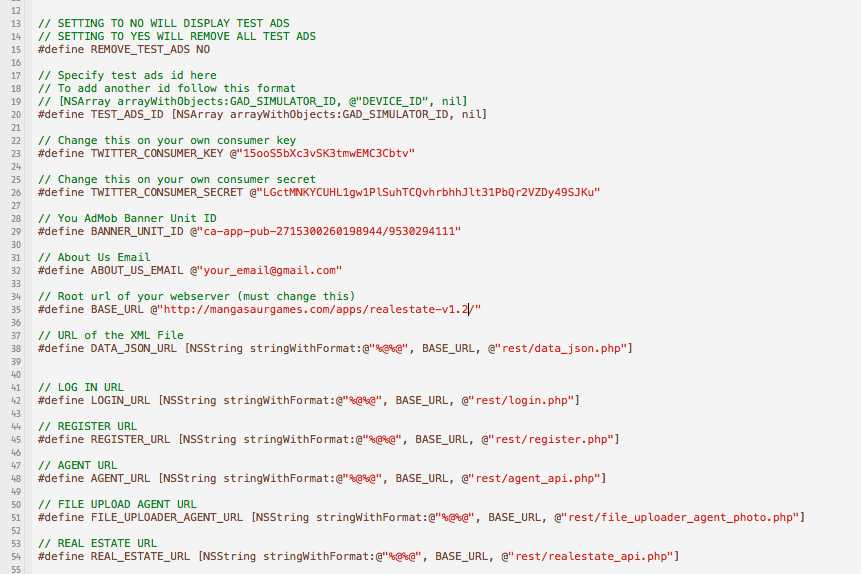 12
13 // SETTING TO NO WILL DISPLAY TEST ADS
14 // SETTING TO YES WILL REMOVE ALL TEST ADS
15 #define REMOVE_TEST_ADS NO
16
17 // Specify test ads id here
18 // To add another id follow this format
19 // [NSArray arrayWithObjects:GAD_SIMULATOR_ID, @"DEVICE_ID", nil]
20 #define TEST_ADS_ID [NSArray arrayWithObjects:GAD_SIMULATOR_ID, nil]
21
22 // Change this on your own consumer key
23 #define TWITTER_CONSUMER_KEY @"15ooS5bXc3vSK3tmwEMC3Cbtv"
24
25 // Change this on your own consumer secret
26 #define TWITTER_CONSUMER_SECRET @"LGctMNKYCUHL1gw1PlSuhTCQvhrbhhJlt31PbQr2VZDy49SJKu"
27
28 // You AdMob Banner Unit ID
29 #define BANNER_UNIT_ID @"ca-app-pub-2715300260198944/9530294111"
30
31 // About Us Email
32 #define ABOUT_US_EMAIL @"your_email@gmail.com"
33
34 // Root url of your webserver (must change this)
35 #define BASE_URL @"http://mangasaurgames.com/apps/realestate-v1.2/"
36
37 // URL of the XML File
38 #define DATA_JSON_URL [NSString stringWithFormat:@"%@%@", BASE_URL, @"rest/data_json.php"]
39
40
41 // LOG IN URL
42 #define LOGIN_URL [NSString stringWithFormat:@"%@%@", BASE_URL, @"rest/login.php"]
43
44 // REGISTER URL
45 #define REGISTER_URL [NSString stringWithFormat:@"%@%@", BASE_URL, @"rest/register.php"]
46
47 // AGENT URL
48 #define AGENT_URL [NSString stringWithFormat:@"%@%@", BASE_URL, @"rest/agent_api.php"]
49
50 // FILE UPLOAD AGENT URL
51 #define FILE_UPLOADER_AGENT_URL [NSString stringWithFormat:@"%@%@", BASE_URL, @"rest/file_uploader_agent_photo.php"]
52
53 // REAL ESTATE URL
54 #define REAL_ESTATE_URL [NSString stringWithFormat:@"%@%@", BASE_URL, @"rest/realestate_api.php"]
55